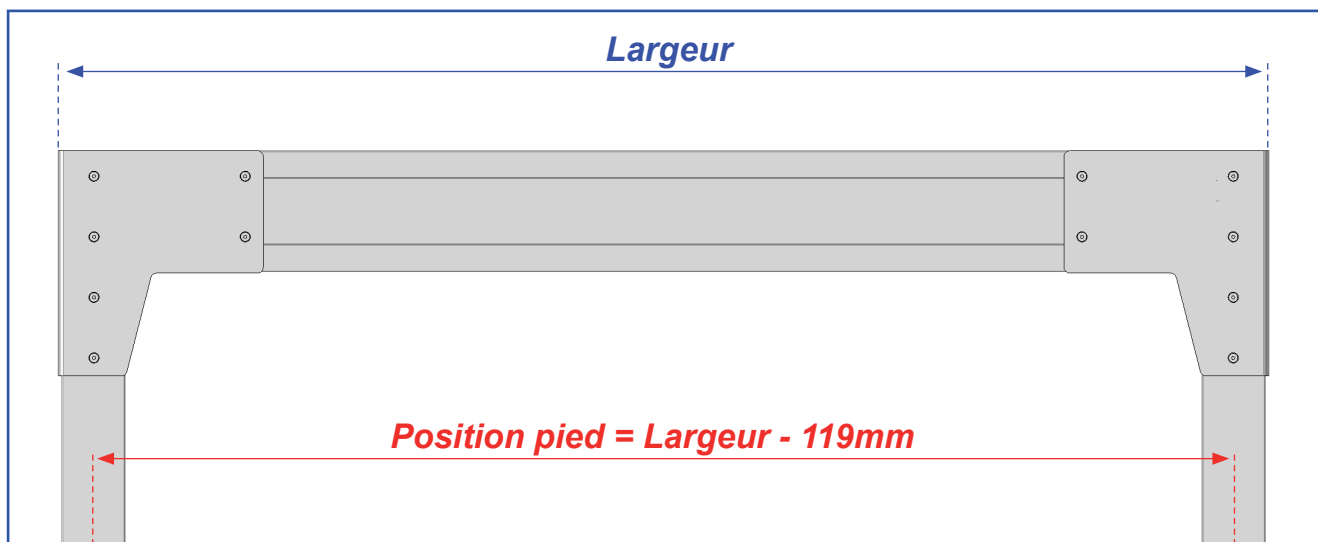 Largeur
Position pied = Largeur - 119mm